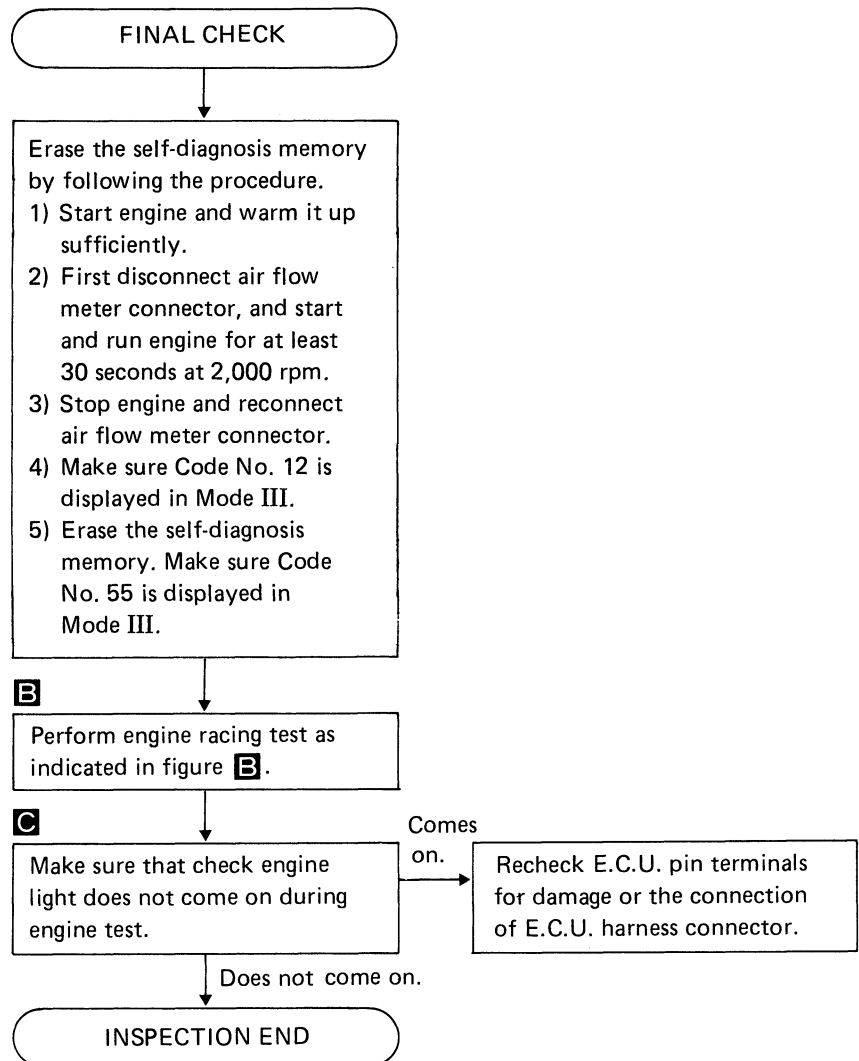 FINAL CHECK
Erase the self-diagnosis memory
by following the procedure.
1) Start engine and warm it up
sufficiently.
2) First disconnect air flow
meter connector, and start
and run engine for at least
30 seconds at 2,000 rpm.
3) Stop engine and reconnect
air flow meter connector.
4) Make sure Code No. 12 is
displayed in Mode III.
5) Erase the self-diagnosis
memory. Make sure Code
No. 55 is displayed in
Mode III.
B
Perform engine racing test as
indicated in figure B.
C
Make sure that check engine
light does not come on during
engine test.
Comes
on.
Recheck E.C.U. pin terminals
for damage or the connection
of E.C.U. harness connector.
Does not come on.
INSPECTION END